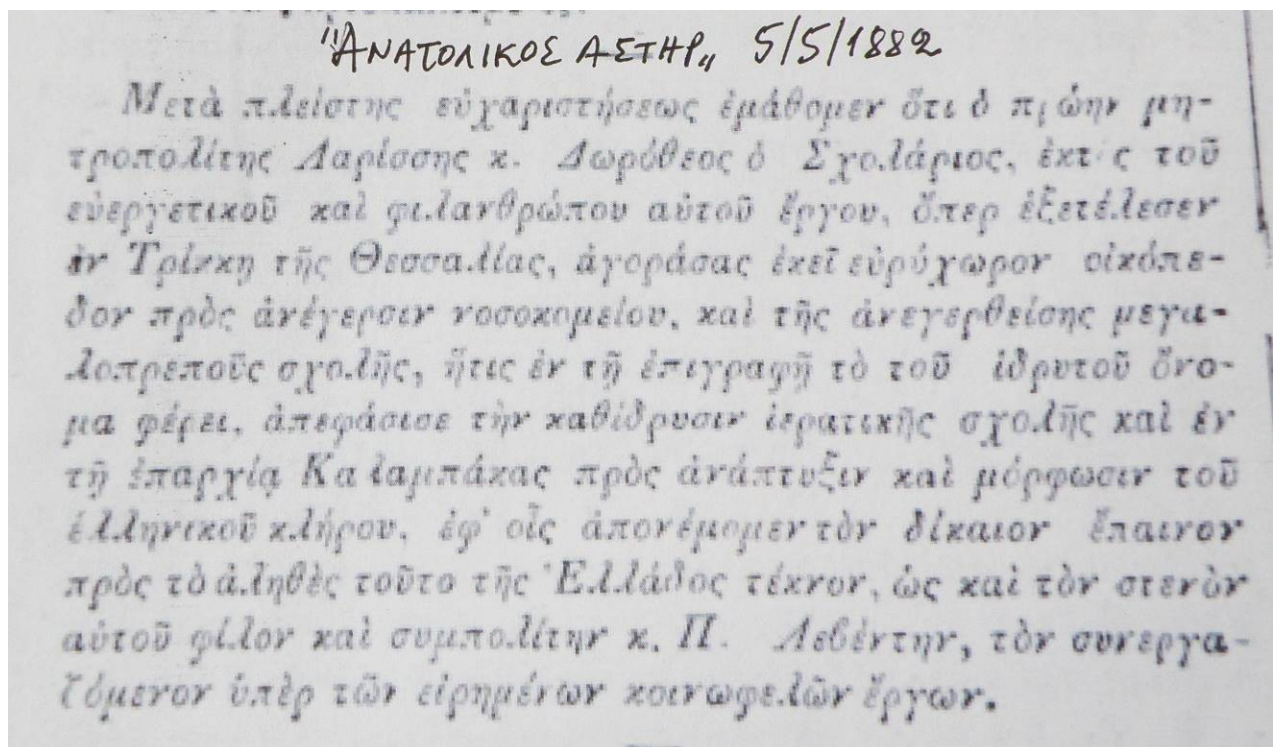 "ΑΝΑΤΟΛΙΚΟΣ ΑΣΤΗΡ" 5/5/1882
Μετὰ πλείστης εὐχαριστήσεως ἐμάθομεν ὅτι ὁ πρώην μη-
τροπολίτης Λαρίσσης κ. Δωρόθεος ὁ Σχολάριος, ἐκτὸς τοῦ
εὐεργετικοῦ καὶ φιλανθρώπου αὐτοῦ ἔργου, ὅπερ ἐξετέλεσεν
ἐν Τρίκκῃ τῆς Θεσσαλίας, ἀγοράσας ἐκεῖ εὐρύχωρον οἰκόπε-
δον πρὸς ἀνέγερσιν νοσοκομείου, καὶ τῆς ἀνεγερθείσης μεγα-
λοπρεποῦς σχολῆς, ἥτις ἐν τῇ ἐπιγραφῇ τὸ τοῦ ἱδρυτοῦ ὄνο-
μα φέρει, ἀπεφάσισε τὴν καθίδρυσιν ἱερατικῆς σχολῆς καὶ ἐν
τῇ ἐπαρχίᾳ Καλαμπάκας πρὸς ἀνάπτυξιν καὶ μόρφωσιν τοῦ
ἑλληνικοῦ κλήρου, ἐφ' οἷς ἀπονέμομεν τὸν δίκαιον ἔπαινον
πρὸς τὸ ἀληθὲς τοῦτο τῆς Ἑλλάδος τέκνον, ὡς καὶ τὸν στενὸν
αὐτοῦ φίλον καὶ συμπολίτην κ. Π. Λεβέντην, τὸν συνεργα-
ζόμενον ὑπὲρ τῶν εἰρημένων κοινωφελῶν ἔργων.